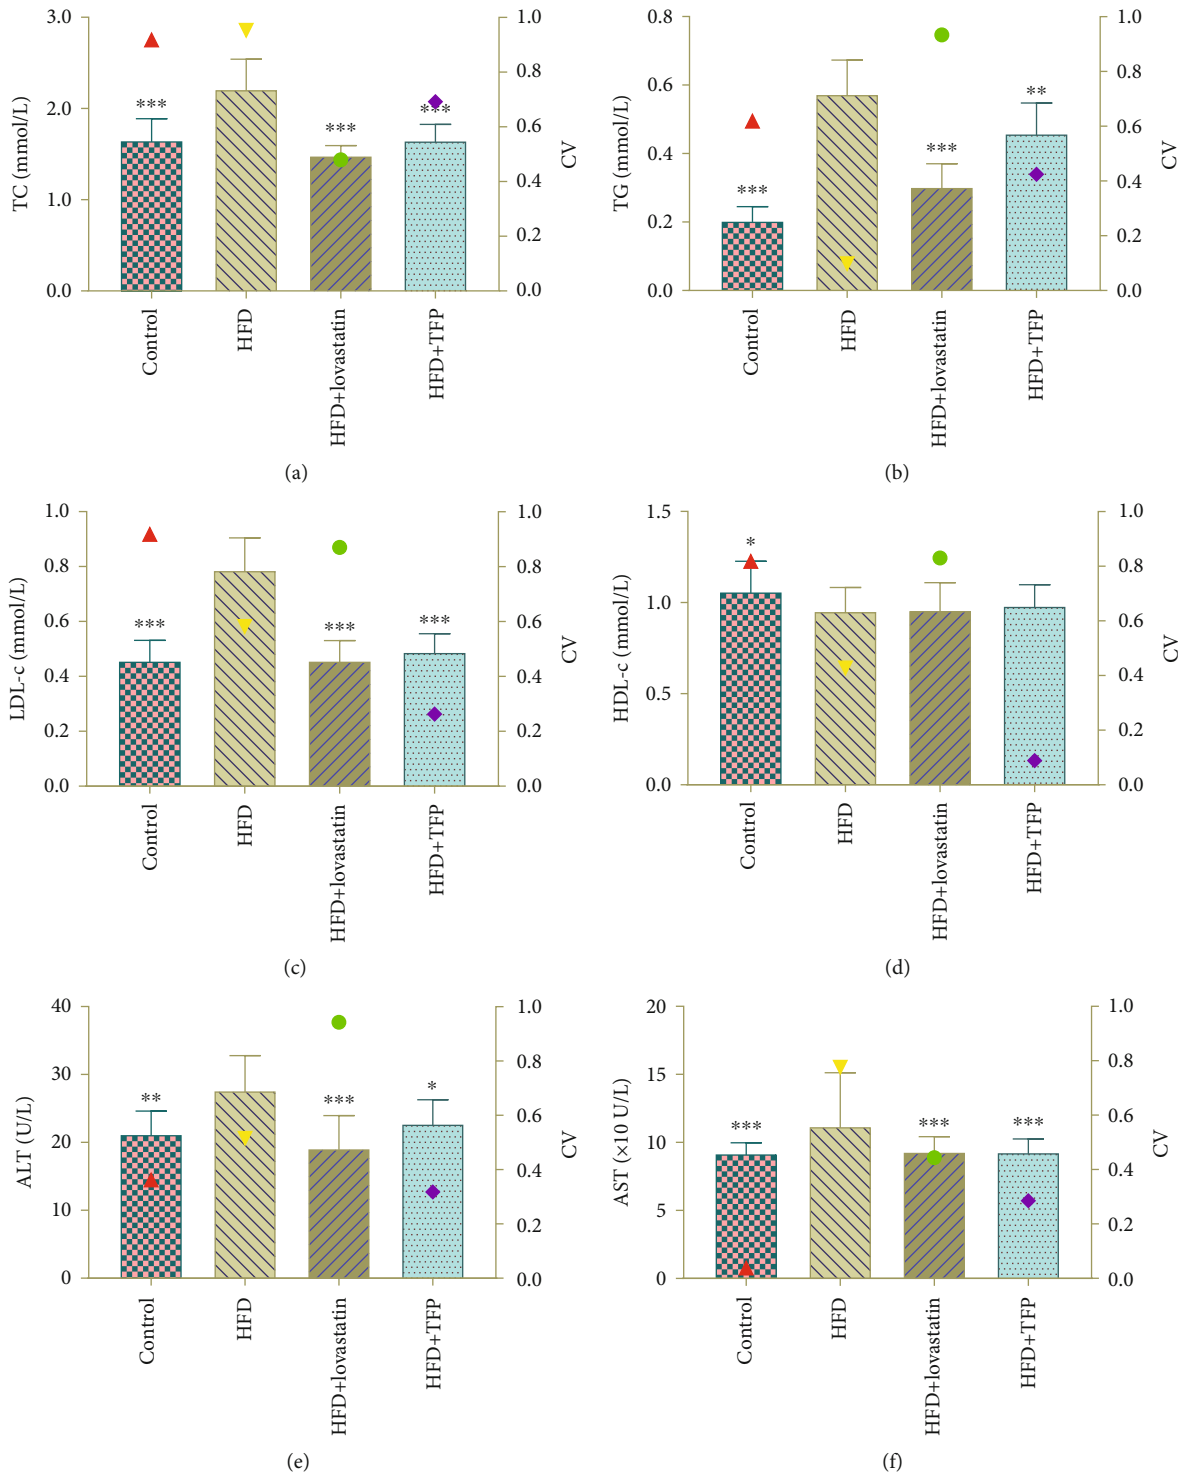 3.0
2.0
1.0
0.0
TC (mmol/L)
***
***
***
1.0
0.8
0.6
0.4
0.2
0.0
CV
Control
HFD
HFD+lovastatin
HFD+TFP
(a)
0.8
0.6
0.4
0.2
0.0
TG (mmol/L)
***
***
**
1.0
0.8
0.6
0.4
0.2
0.0
CV
Control
HFD
HFD+lovastatin
HFD+TFP
(b)
1.0
0.8
0.6
0.4
0.2
0.0
LDL-c (mmol/L)
***
***
***
1.0
0.8
0.6
0.4
0.2
0.0
CV
Control
HFD
HFD+lovastatin
HFD+TFP
(c)
1.5
1.0
0.5
0.0
HDL-c (mmol/L)
*
1.0
0.8
0.6
0.4
0.2
0.0
CV
Control
HFD
HFD+lovastatin
HFD+TFP
(d)
40
30
20
10
0
ALT (U/L)
**
***
*
1.0
0.8
0.6
0.4
0.2
0.0
CV
Control
HFD
HFD+lovastatin
HFD+TFP
(e)
20
15
10
5
0
AST (×10 U/L)
***
***
***
1.0
0.8
0.6
0.4
0.2
0.0
CV
Control
HFD
HFD+lovastatin
HFD+TFP
(f)